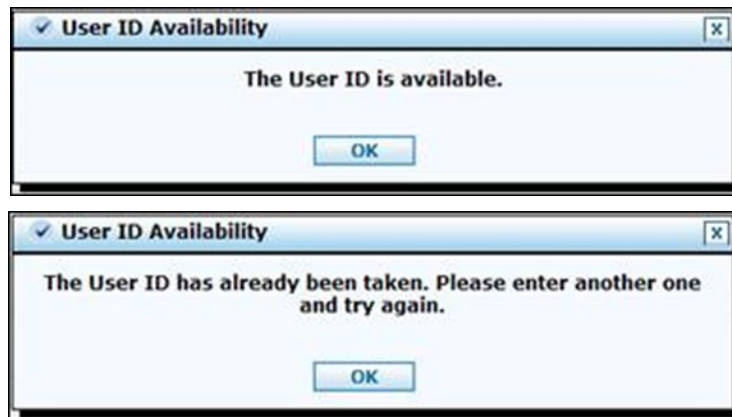 User ID Availability
The User ID is available.
OK
User ID Availability
The User ID has already been taken. Please enter another one
and try again.
OK